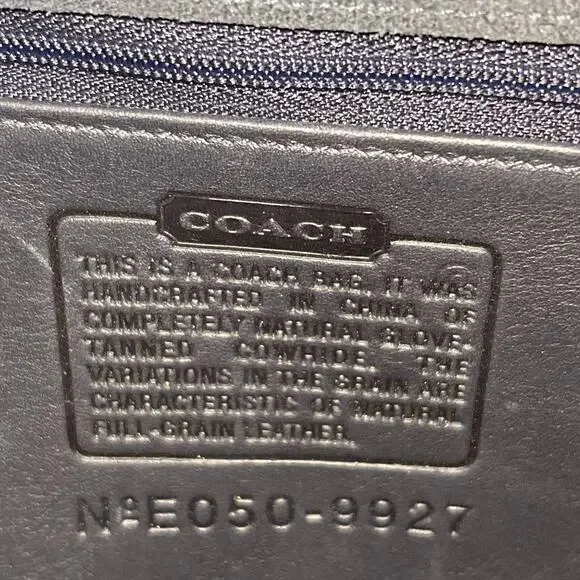 COACH
THIS IS A COACH BAG. IT WAS
HANDCRAFTED IN CHINA OF
COMPLETELY NATURAL GLOVE-
TANNED COWHIDE. THE
VARIATIONS IN THE GRAIN ARE
CHARACTERISTIC OF NATURAL
FULL-GRAIN LEATHER.
Nº E050-9927